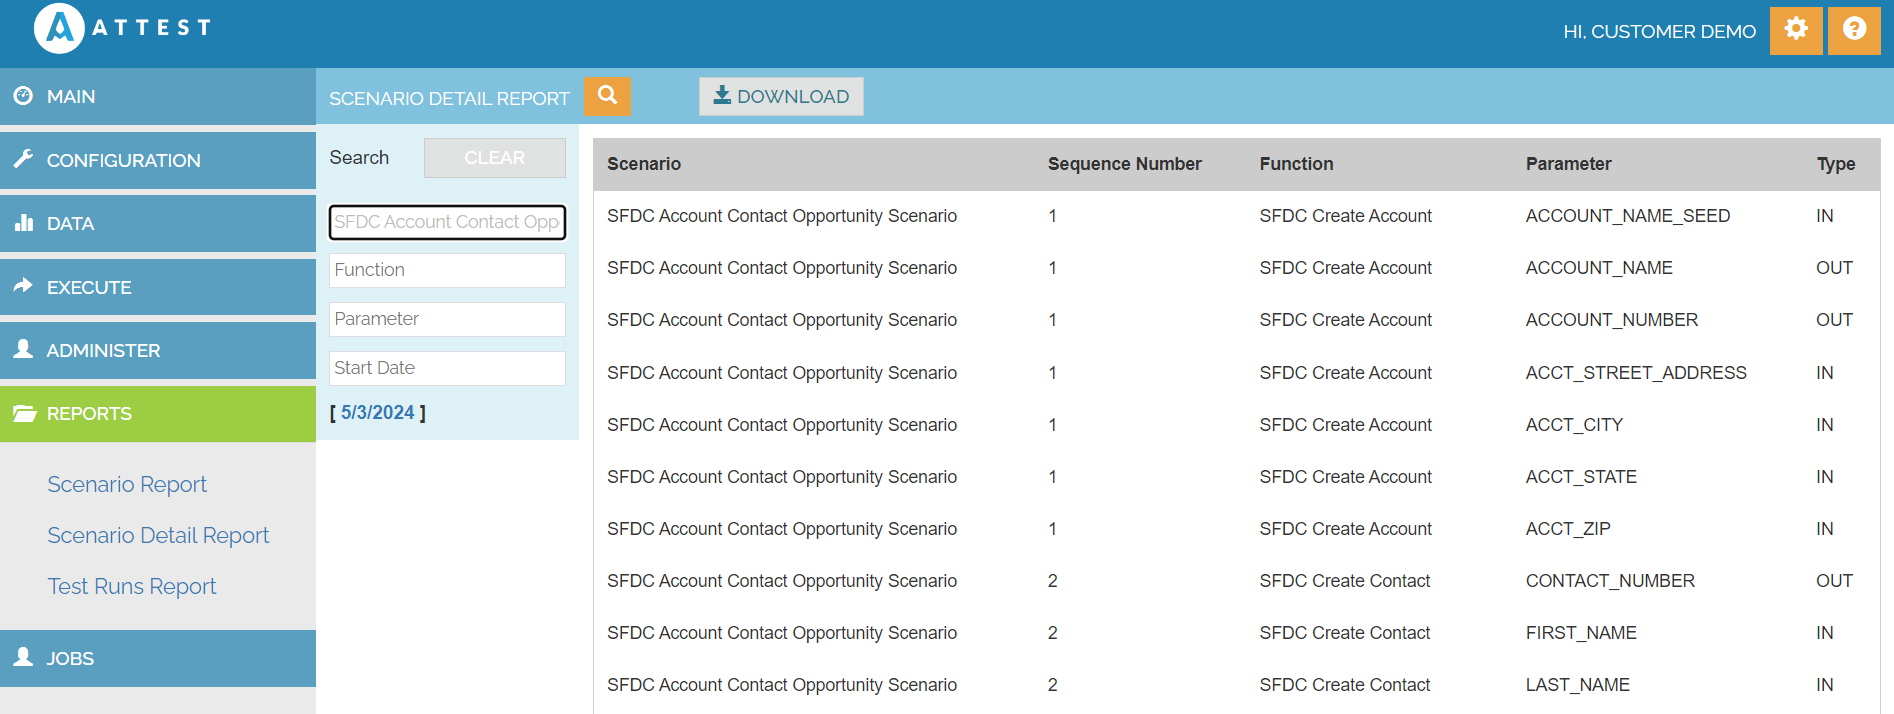 ATTEST
HI, CUSTOMER DEMO
MAIN
CONFIGURATION
DATA
EXECUTE
ADMINISTER
REPORTS
Scenario Report
Scenario Detail Report
Test Runs Report
JOBS
SCENARIO DETAIL REPORT
DOWNLOAD
Search CLEAR
SFDC Account Contact Opp
Function
Parameter
Start Date
[ 5/3/2024 ]
Scenario Sequence Number Function Parameter Type
SFDC Account Contact Opportunity Scenario 1 SFDC Create Account ACCOUNT_NAME_SEED IN
SFDC Account Contact Opportunity Scenario 1 SFDC Create Account ACCOUNT_NAME OUT
SFDC Account Contact Opportunity Scenario 1 SFDC Create Account ACCOUNT_NUMBER OUT
SFDC Account Contact Opportunity Scenario 1 SFDC Create Account ACCT_STREET_ADDRESS IN
SFDC Account Contact Opportunity Scenario 1 SFDC Create Account ACCT_CITY IN
SFDC Account Contact Opportunity Scenario 1 SFDC Create Account ACCT_STATE IN
SFDC Account Contact Opportunity Scenario 1 SFDC Create Account ACCT_ZIP IN
SFDC Account Contact Opportunity Scenario 2 SFDC Create Contact CONTACT_NUMBER OUT
SFDC Account Contact Opportunity Scenario 2 SFDC Create Contact FIRST_NAME IN
SFDC Account Contact Opportunity Scenario 2 SFDC Create Contact LAST_NAME IN